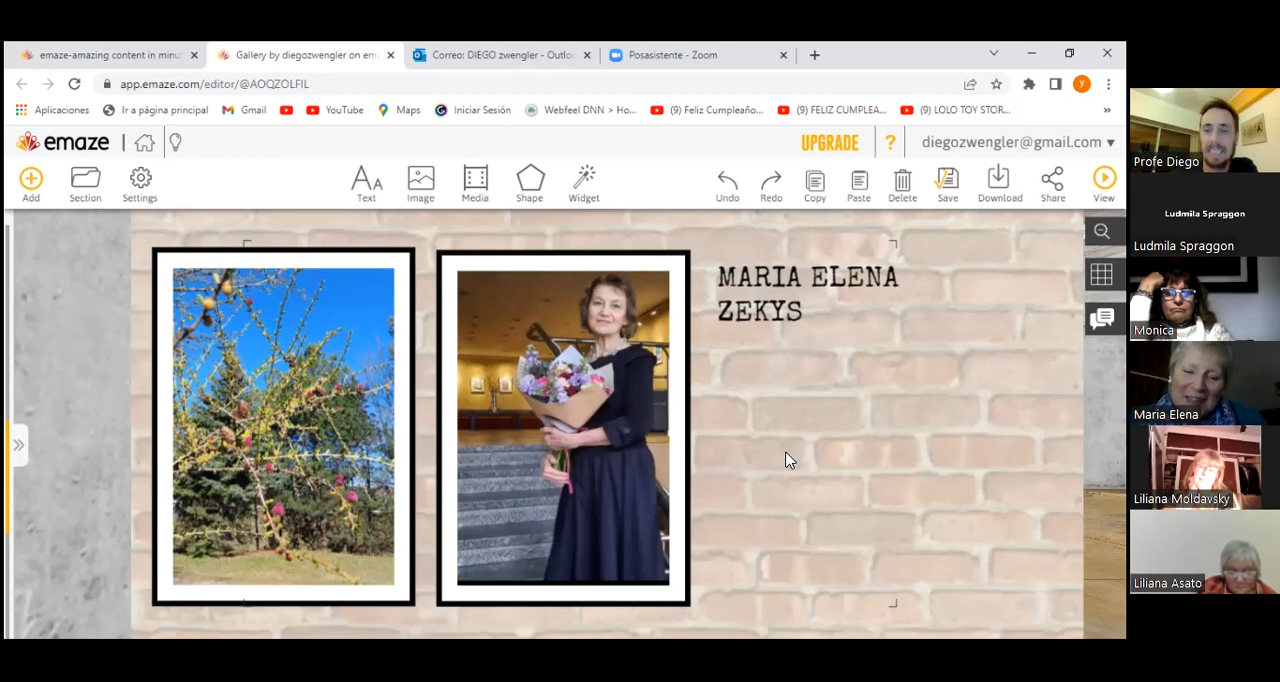 emaze-amazing content in minu
Gallery by diegozwengler on em
Correo: DIEGO zwengler - Outlo
Posasistente - Zoom
app.emaze.com/editor/@AOQZOLFIL
Aplicaciones
Ir a página principal
Gmail
YouTube
Maps
Iniciar Sesión
Webfeel DNN > Ho...
(9) Feliz Cumpleaño...
(9) FELIZ CUMPLEA...
(9) LOLO TOY STOR...
»
emaze
UPGRADE
?
diegozwengler@gmail.com
Add
Section
Settings
Text
Image
Media
Shape
Widget
Undo
Redo
Copy
Paste
Delete
Save
Download
Share
View
MARIA ELENA
ZEKYS
Profe Diego
Ludmila Spraggon
Ludmila Spraggon
Monica
Maria Elena
Liliana Moldavsky
Liliana Asato